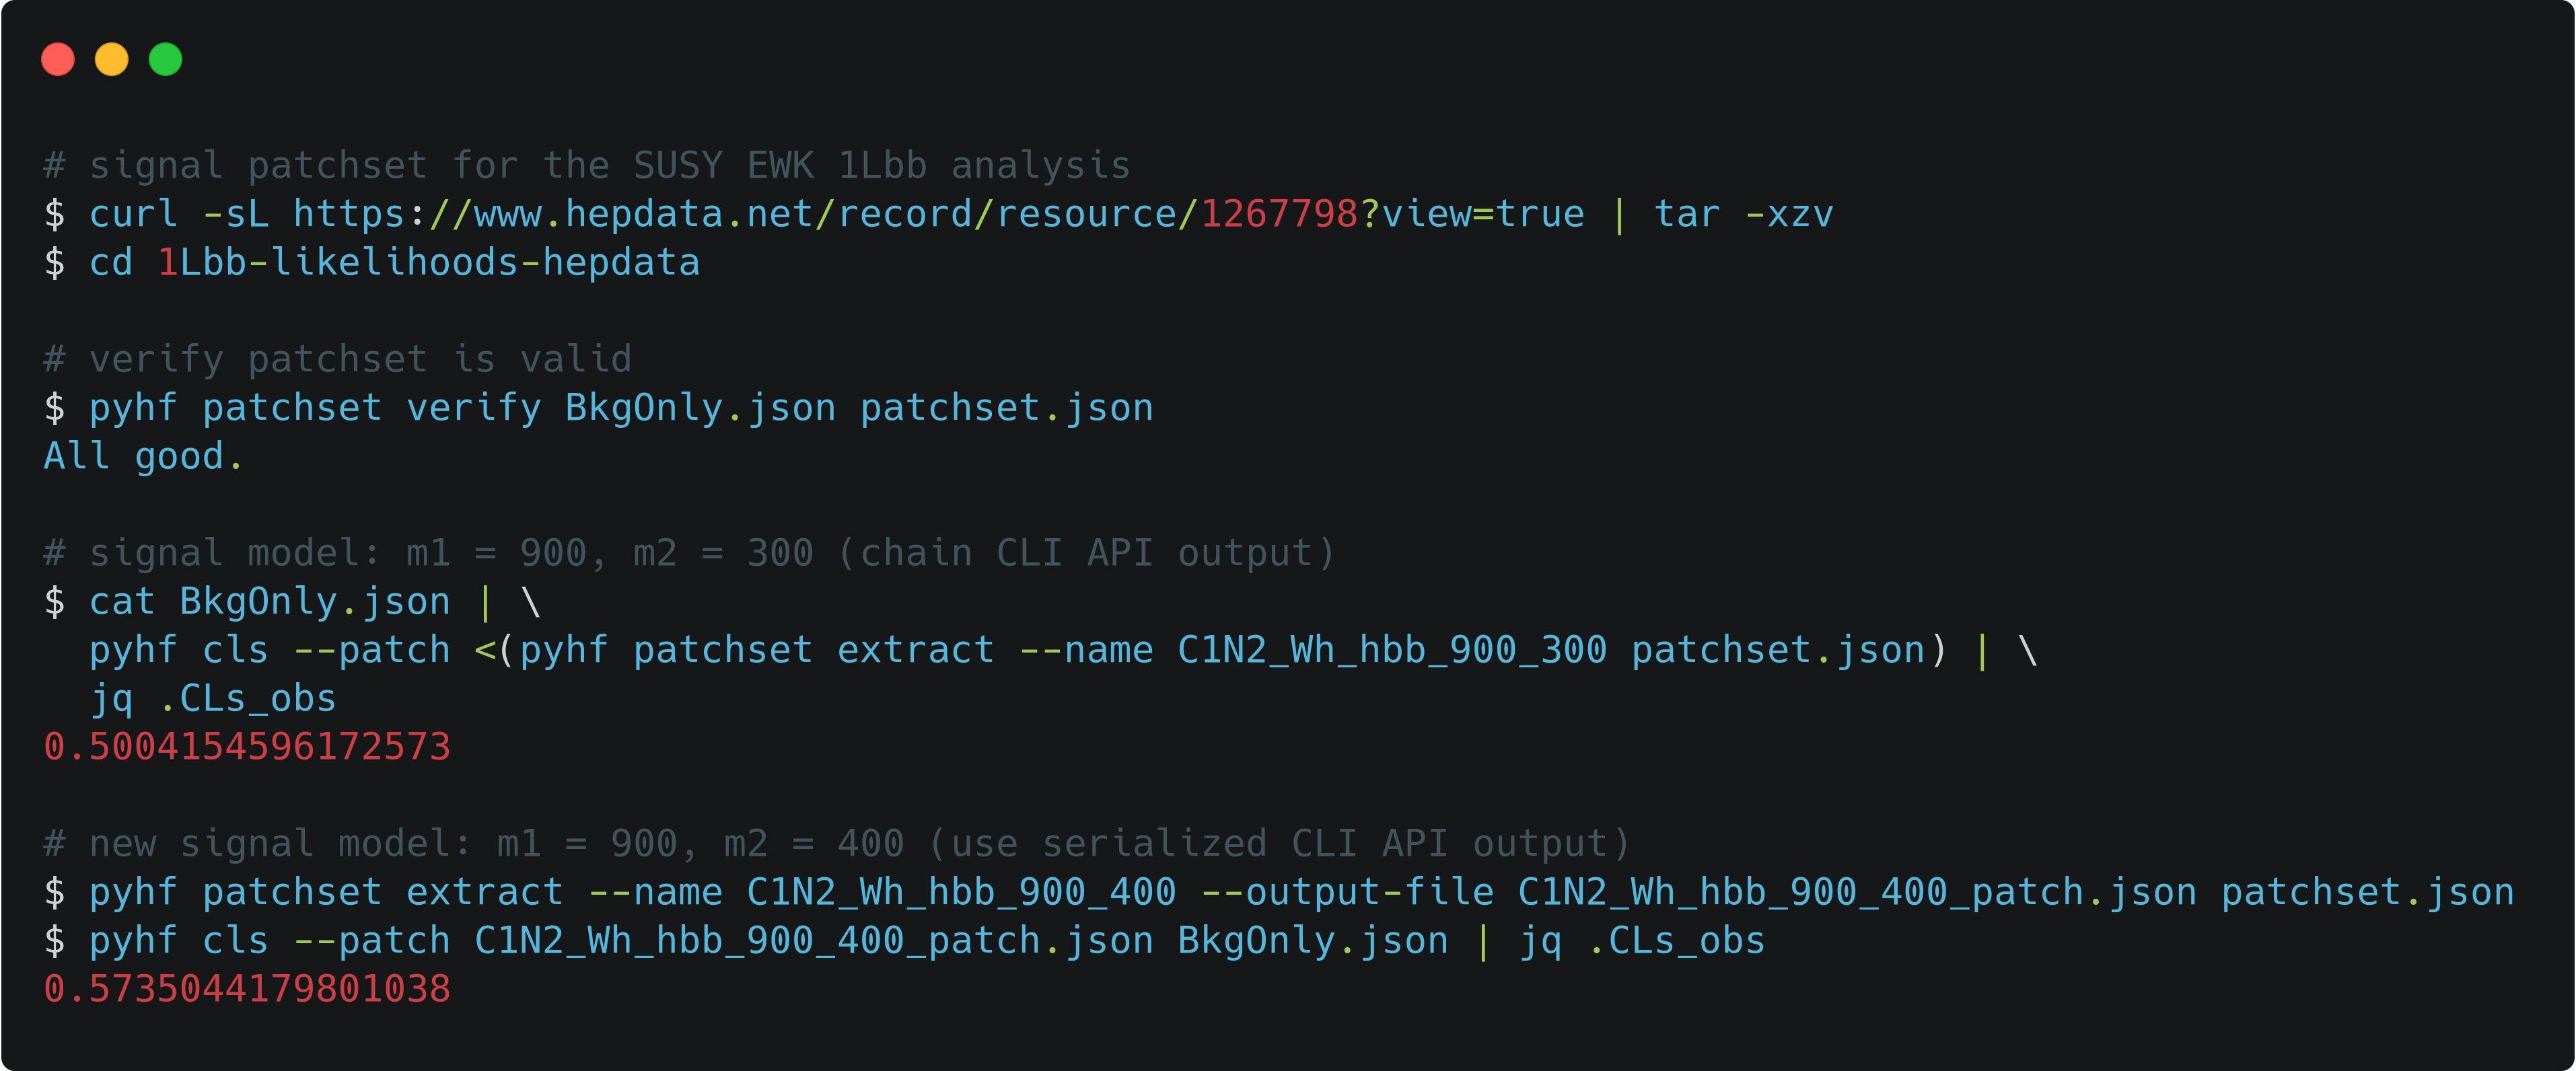 # signal patchset for the SUSY EWK 1Lbb analysis
$ curl -sL https://www.hepdata.net/record/resource/1267798?view=true | tar -xzv
$ cd 1Lbb-likelihoods-hepdata
# verify patchset is valid
$ pyhf patchset verify BkgOnly.json patchset.json
All good.
# signal model: m1 = 900, m2 = 300 (chain CLI API output)
$ cat BkgOnly.json | \
  pyhf cls --patch <(pyhf patchset extract --name C1N2_Wh_hbb_900_300 patchset.json) | \
  jq .CLs_obs
0.5004154596172573
# new signal model: m1 = 900, m2 = 400 (use serialized CLI API output)
$ pyhf patchset extract --name C1N2_Wh_hbb_900_400 --output-file C1N2_Wh_hbb_900_400_patch.json patchset.json
$ pyhf cls --patch C1N2_Wh_hbb_900_400_patch.json BkgOnly.json | jq .CLs_obs
0.5735044179801038